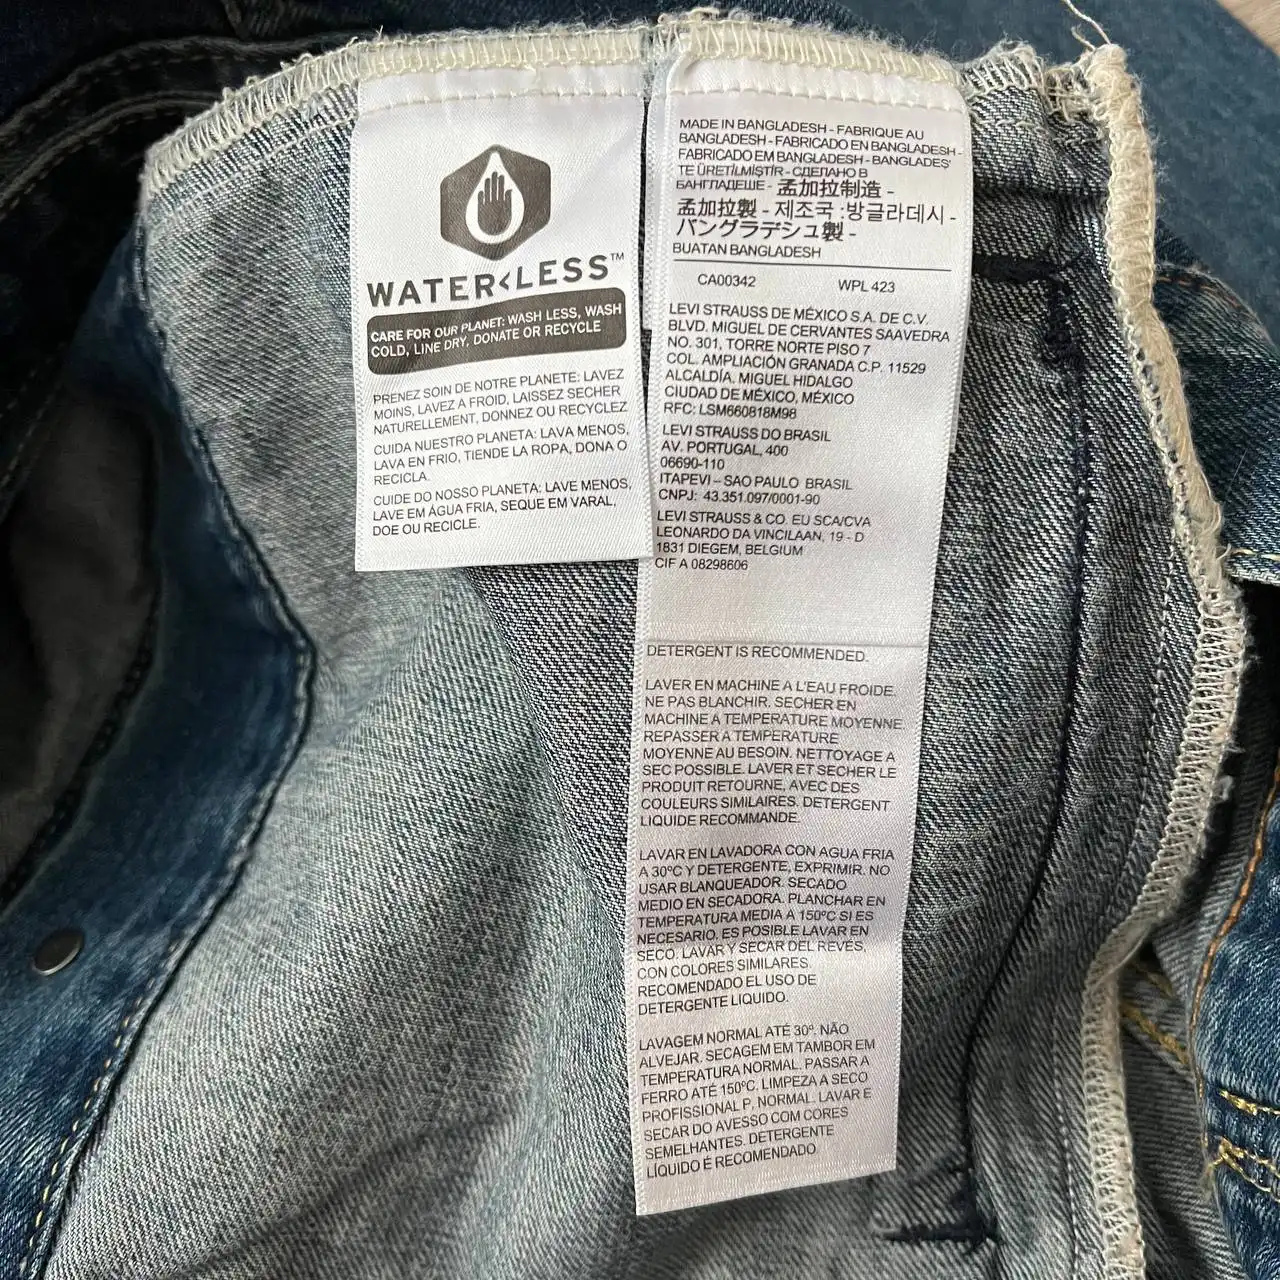 WATER<LESS™
CARE FOR OUR PLANET: WASH LESS, WASH
COLD, LINE DRY, DONATE OR RECYCLE
PRENEZ SOIN DE NOTRE PLANETE: LAVEZ
MOINS, LAVEZ A FROID, LAISSEZ SECHER
NATURELLEMENT, DONNEZ OU RECYCLEZ
CUIDA NUESTRO PLANETA: LAVA MENOS,
LAVA EN FRIO, TIENDE LA ROPA, DONA O
RECICLA.
CUIDE DO NOSSO PLANETA: LAVE MENOS,
LAVE EM ÁGUA FRIA, SEQUE EM VARAL,
DOE OU RECICLE.
MADE IN BANGLADESH - FABRIQUE AU
BANGLADESH - FABRICADO EN BANGLADESH -
FABRICADO EM BANGLADESH - BANGLADEŞ'
TE ÜRETİLMİŞTİR - СДЕЛАНО В
БАНГЛАДЕШЕ - 孟加拉制造 -
孟加拉製 - 제조국 :방글라데시 -
バングラデシュ製 -
BUATAN BANGLADESH
CA00342 WPL 423
LEVI STRAUSS DE MÉXICO S.A. DE C.V.
BLVD. MIGUEL DE CERVANTES SAAVEDRA
NO. 301, TORRE NORTE PISO 7
COL. AMPLIACIÓN GRANADA C.P. 11529
ALCALDÍA. MIGUEL HIDALGO
CIUDAD DE MÉXICO, MÉXICO
RFC: LSM660818M98
LEVI STRAUSS DO BRASIL
AV. PORTUGAL, 400
06690-110
ITAPEVI – SAO PAULO BRASIL
CNPJ: 43.351.097/0001-90
LEVI STRAUSS & CO. EU SCA/CVA
LEONARDO DA VINCILAAN, 19 - D
1831 DIEGEM, BELGIUM
CIF A 08298606
DETERGENT IS RECOMMENDED.
LAVER EN MACHINE A L'EAU FROIDE.
NE PAS BLANCHIR. SECHER EN
MACHINE A TEMPERATURE MOYENNE.
REPASSER A TEMPERATURE
MOYENNE AU BESOIN. NETTOYAGE A
SEC POSSIBLE. LAVER ET SECHER LE
PRODUIT RETOURNE, AVEC DES
COULEURS SIMILAIRES. DETERGENT
LIQUIDE RECOMMANDE.
LAVAR EN LAVADORA CON AGUA FRIA
A 30ºC Y DETERGENTE, EXPRIMIR. NO
USAR BLANQUEADOR. SECADO
MEDIO EN SECADORA. PLANCHAR EN
TEMPERATURA MEDIA A 150ºC SI ES
NECESARIO. ES POSIBLE LAVAR EN
SECO. LAVAR Y SECAR DEL REVÉS,
CON COLORES SIMILARES.
RECOMENDADO EL USO DE
DETERGENTE LIQUIDO.
LAVAGEM NORMAL ATÉ 30º. NÃO
ALVEJAR. SECAGEM EM TAMBOR EM
TEMPERATURA NORMAL. PASSAR A
FERRO ATÉ 150ºC. LIMPEZA A SECO
PROFISSIONAL P, NORMAL. LAVAR E
SECAR DO AVESSO COM CORES
SEMELHANTES. DETERGENTE
LÍQUIDO É RECOMENDADO